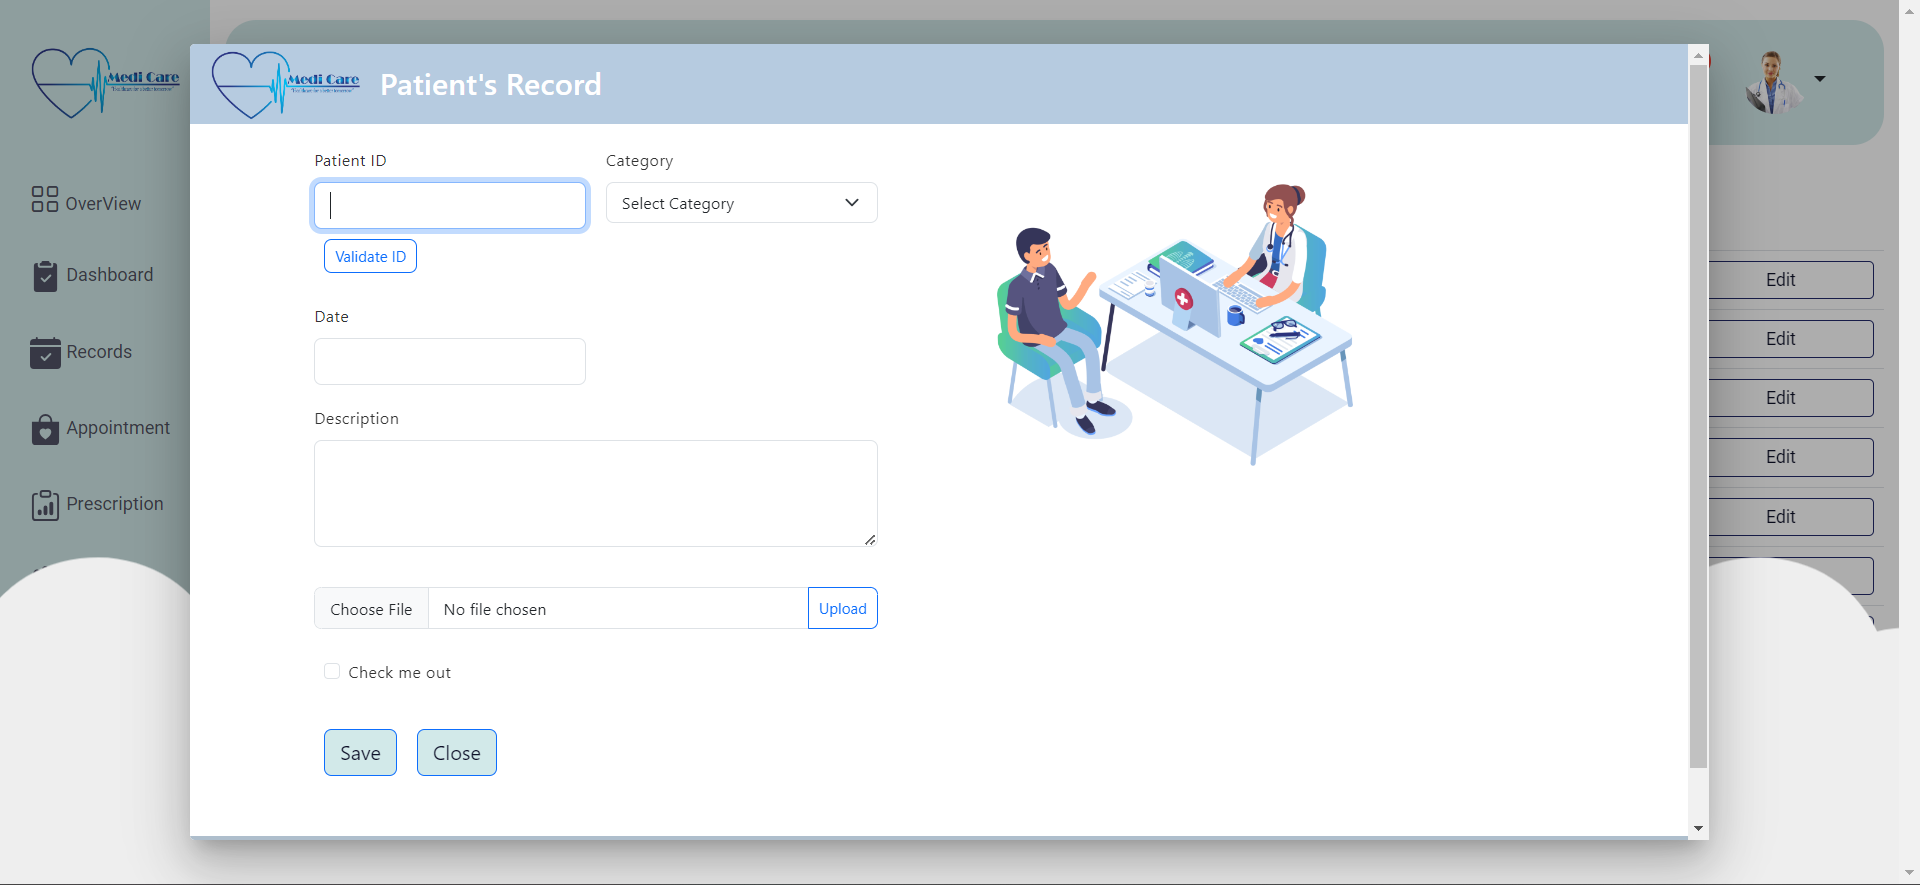 Medi Care
OverView
Dashboard
Records
Appointment
Prescription
Medi Care
Patient's Record
Patient ID
Category
Select Category
Validate ID
Date
Description
Choose File
No file chosen
Upload
Check me out
Save
Close
Edit
Edit
Edit
Edit
Edit